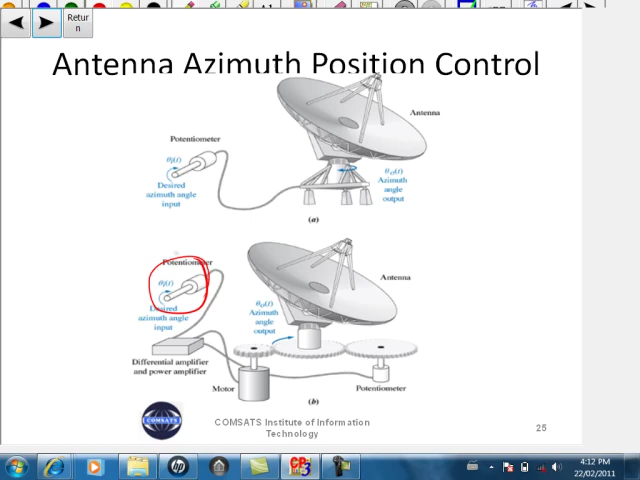 Retur
n
Antenna Azimuth Position Control
Potentiometer
Antenna
θi(t)
Desired
azimuth angle
input
θo(t)
Azimuth
angle
output
(a)
Potentiometer
θi(t)
Desired
azimuth angle
input
Antenna
θo(t)
Azimuth
angle
output
Differential amplifier
and power amplifier
Motor
Potentiometer
(b)
COMSATS
COMSATS Institute of Information
Technology
25
4:12 PM
22/02/2011